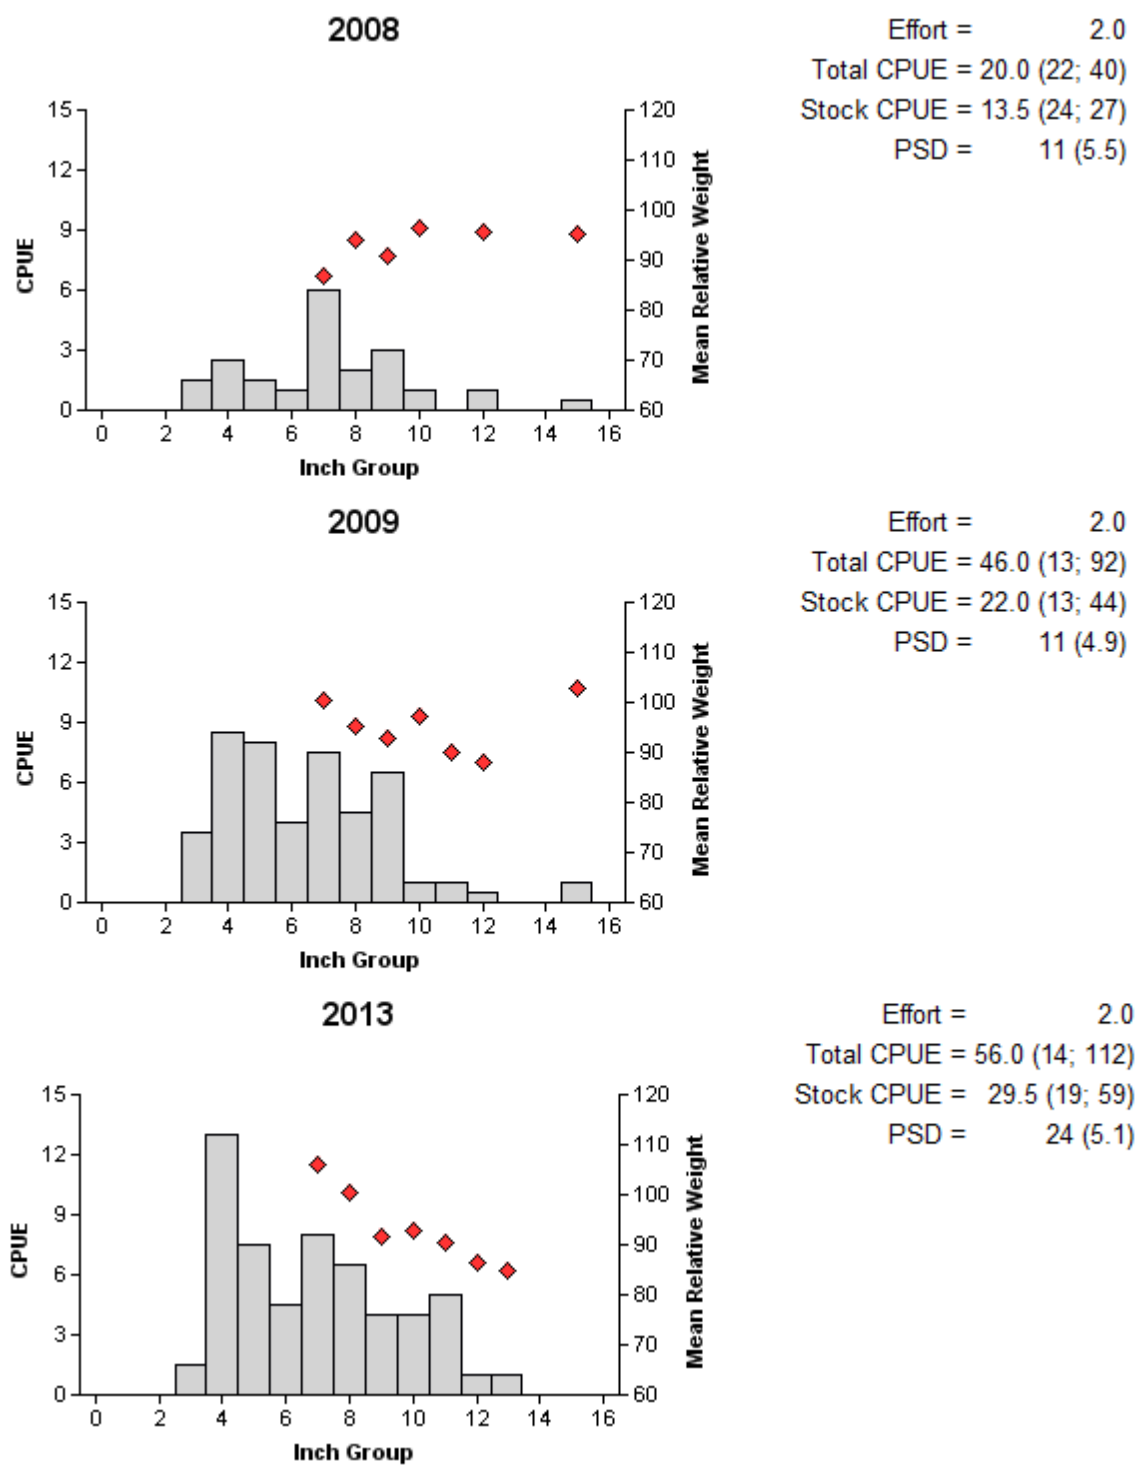 2008
Effort = 2.0
Total CPUE = 20.0 (22; 40)
Stock CPUE = 13.5 (24; 27)
PSD = 11 (5.5)
15
12
9
6
3
0
CPUE
120
110
100
90
80
70
60
Mean Relative Weight
0 2 4 6 8 10 12 14 16
Inch Group
2009
Effort = 2.0
Total CPUE = 46.0 (13; 92)
Stock CPUE = 22.0 (13; 44)
PSD = 11 (4.9)
15
12
9
6
3
0
CPUE
120
110
100
90
80
70
60
Mean Relative Weight
0 2 4 6 8 10 12 14 16
Inch Group
2013
Effort = 2.0
Total CPUE = 56.0 (14; 112)
Stock CPUE = 29.5 (19; 59)
PSD = 24 (5.1)
15
12
9
6
3
0
CPUE
120
110
100
90
80
70
60
Mean Relative Weight
0 2 4 6 8 10 12 14 16
Inch Group